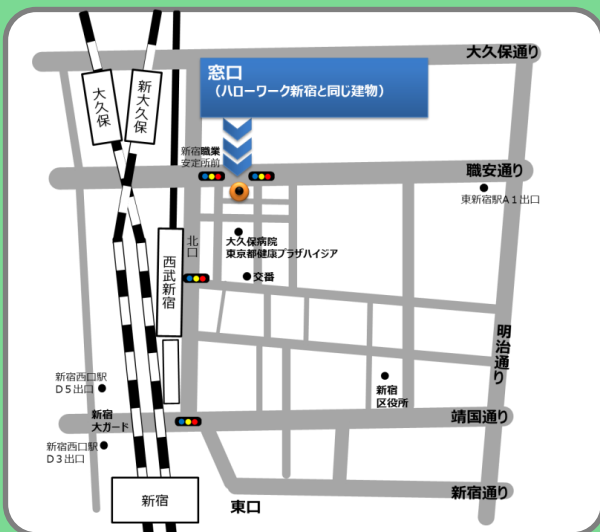 大久保通り
窓口
(ハローワーク新宿と同じ建物)
大久保
新大久保
新宿職業
安定所前
職安通り
東新宿駅A1出口
北口
大久保病院
東京都健康プラザハイジア
西武新宿
交番
明治通り
新宿西口駅
D5出口
新宿
区役所
新宿
大ガード
靖国通り
新宿西口駅
D3出口
新宿
東口
新宿通り